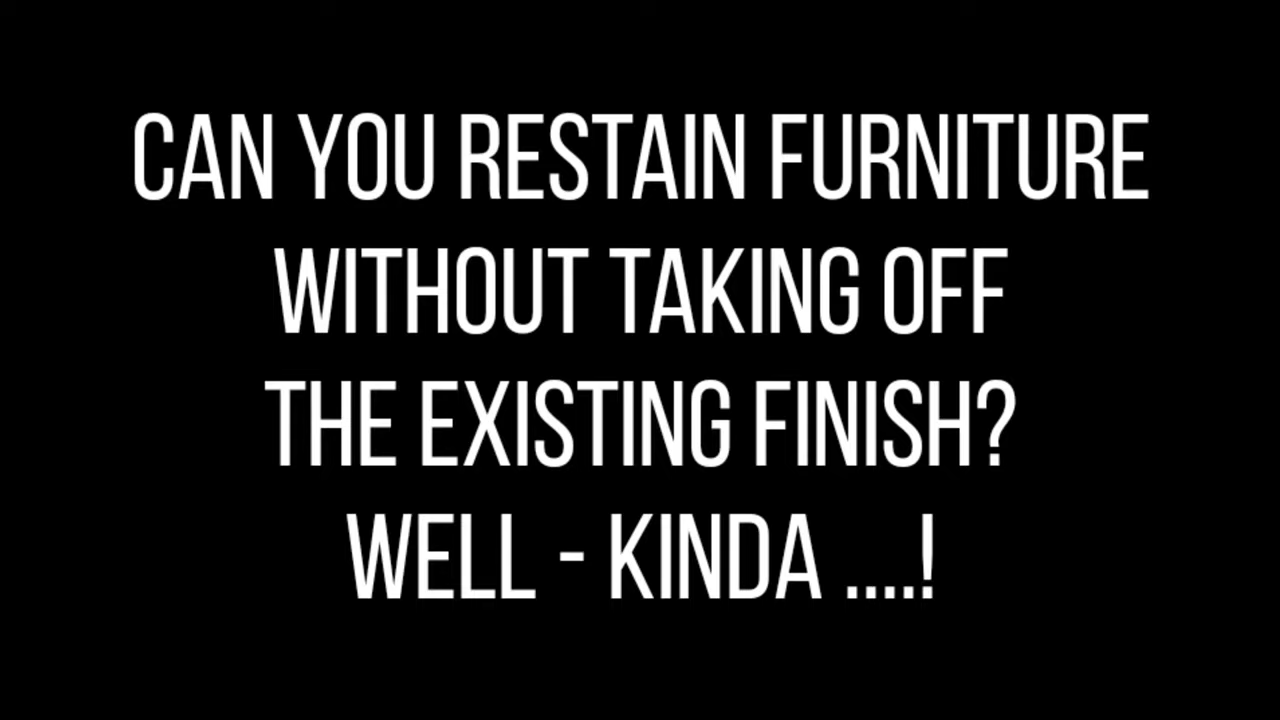 CAN YOU RESTAIN FURNITURE
WITHOUT TAKING OFF
THE EXISTING FINISH?
WELL - KINDA ....!